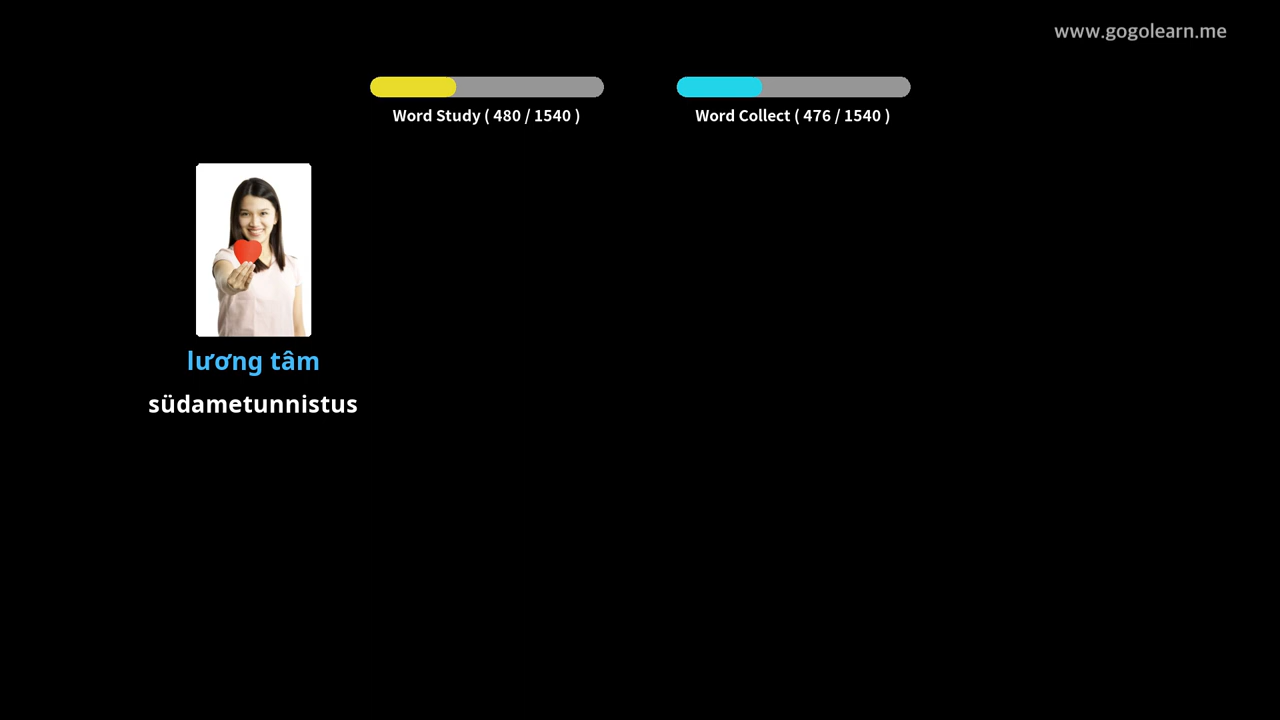 www.gogolearn.me
Word Study ( 480 / 1540 )
Word Collect ( 476 / 1540 )
lương tâm
südametunnistus